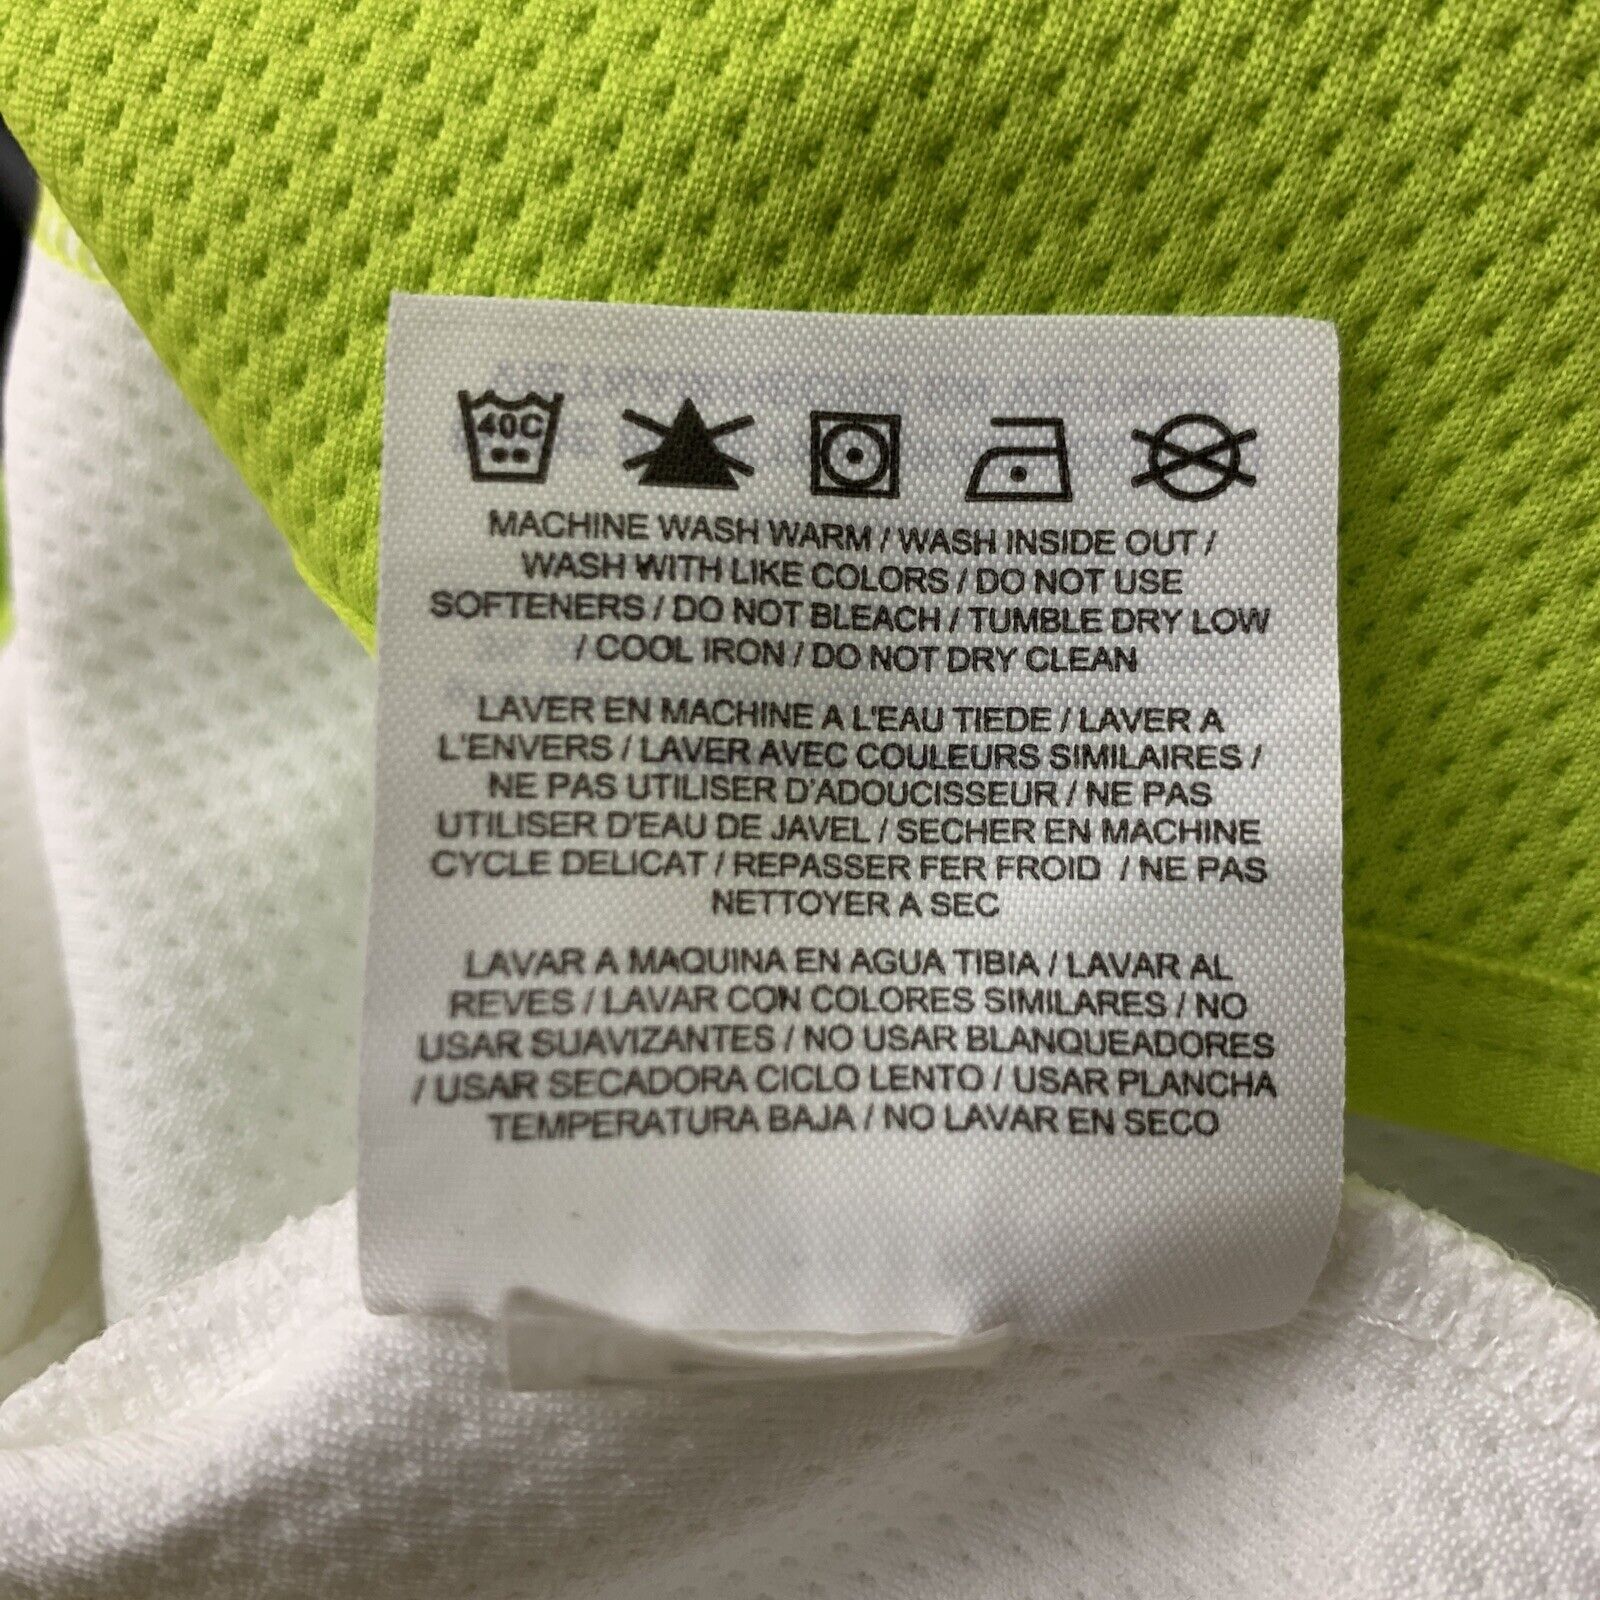 40C
MACHINE WASH WARM / WASH INSIDE OUT /
WASH WITH LIKE COLORS / DO NOT USE
SOFTENERS / DO NOT BLEACH / TUMBLE DRY LOW
/ COOL IRON / DO NOT DRY CLEAN
LAVER EN MACHINE A L'EAU TIEDE / LAVER A
L'ENVERS / LAVER AVEC COULEURS SIMILAIRES /
NE PAS UTILISER D'ADOUCISSEUR / NE PAS
UTILISER D'EAU DE JAVEL / SECHER EN MACHINE
CYCLE DELICAT / REPASSER FER FROID / NE PAS
NETTOYER A SEC
LAVAR A MAQUINA EN AGUA TIBIA / LAVAR AL
REVES / LAVAR CON COLORES SIMILARES / NO
USAR SUAVIZANTES / NO USAR BLANQUEADORES
/ USAR SECADORA CICLO LENTO / USAR PLANCHA
TEMPERATURA BAJA / NO LAVAR EN SECO